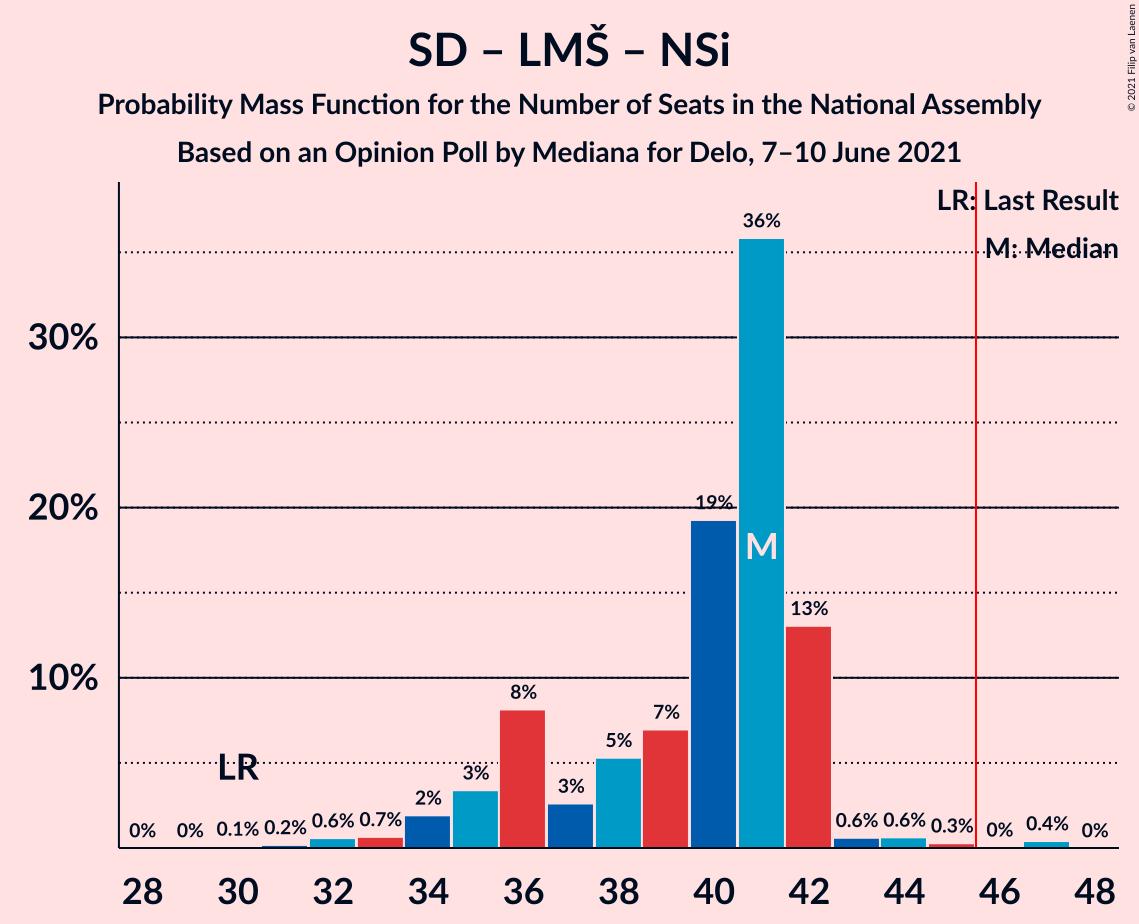 SD – LMŠ – NSi
Probability Mass Function for the Number of Seats in the National Assembly
Based on an Opinion Poll by Mediana for Delo, 7–10 June 2021
© 2021 Filip van Laenen
LR: Last Result
M: Median
30%
20%
10%
LR
M
0%
0%
0.1%
0.2%
0.6%
0.7%
2%
3%
8%
3%
5%
7%
19%
36%
13%
0.6%
0.6%
0.3%
0%
0.4%
0%
28 30 32 34 36 38 40 42 44 46 48